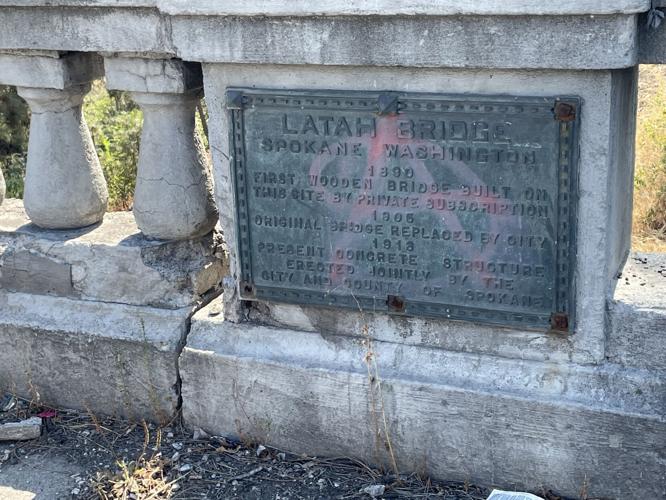 LATAH BRIDGE
SPOKANE WASHINGTON
1890
FIRST WOODEN BRIDGE BUILT ON
THIS SITE BY PRIVATE SUBSCRIPTION
1905
ORIGINAL BRIDGE REPLACED BY CITY
1913
PRESENT CONCRETE STRUCTURE
ERECTED JOINTLY BY THE
CITY AND COUNTY OF SPOKANE